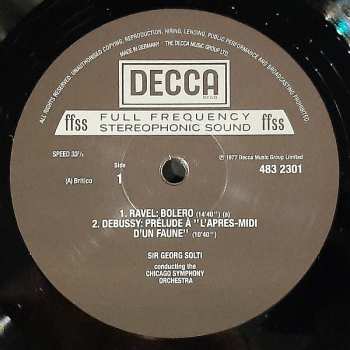 ALL RIGHTS RESERVED. UNAUTHORISED COPYING, REPRODUCTION, HIRING, LENDING, PUBLIC PERFORMANCE AND BROADCASTING PROHIBITED.
MADE IN GERMANY THE DECCA MUSIC GROUP LTD.
DECCA
ffss FULL FREQUENCY ffss
STEREOPHONIC SOUND
SPEED 33⅓
Side
1
℗ 1977 Decca Music Group Limited
483 2301
(A) Britico
1. RAVEL: BOLERO (14'40'') (a)
2. DEBUSSY: PRÉLUDE À "L'APRES-MIDI
D'UN FAUNE" (10'40'')
SIR GEORG SOLTI
conducting the
CHICAGO SYMPHONY
ORCHESTRA